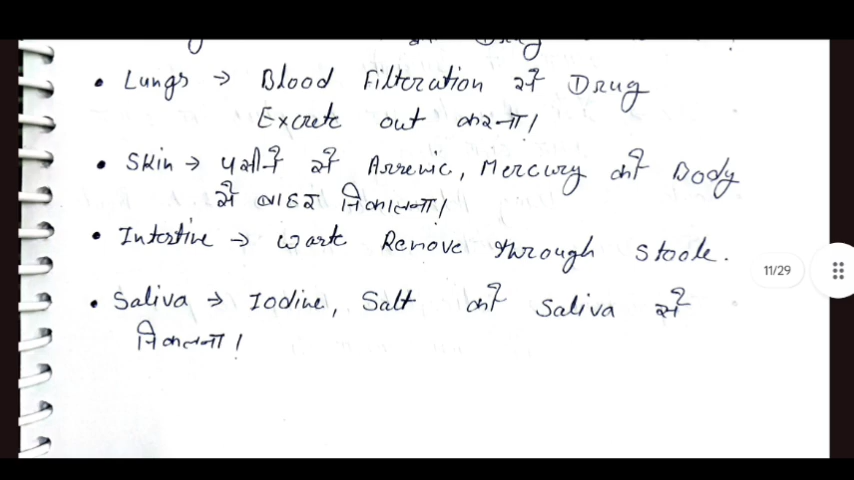 • Lungs → Blood Filteration से Drug
Excrete out करना।
• Skin → पसीने से Arsenic, Mercury को Body
से बाहर निकालना।
• Intestine → waste Remove through stoole.
11/29
• Saliva → Iodine, Salt को Saliva से
निकालना।